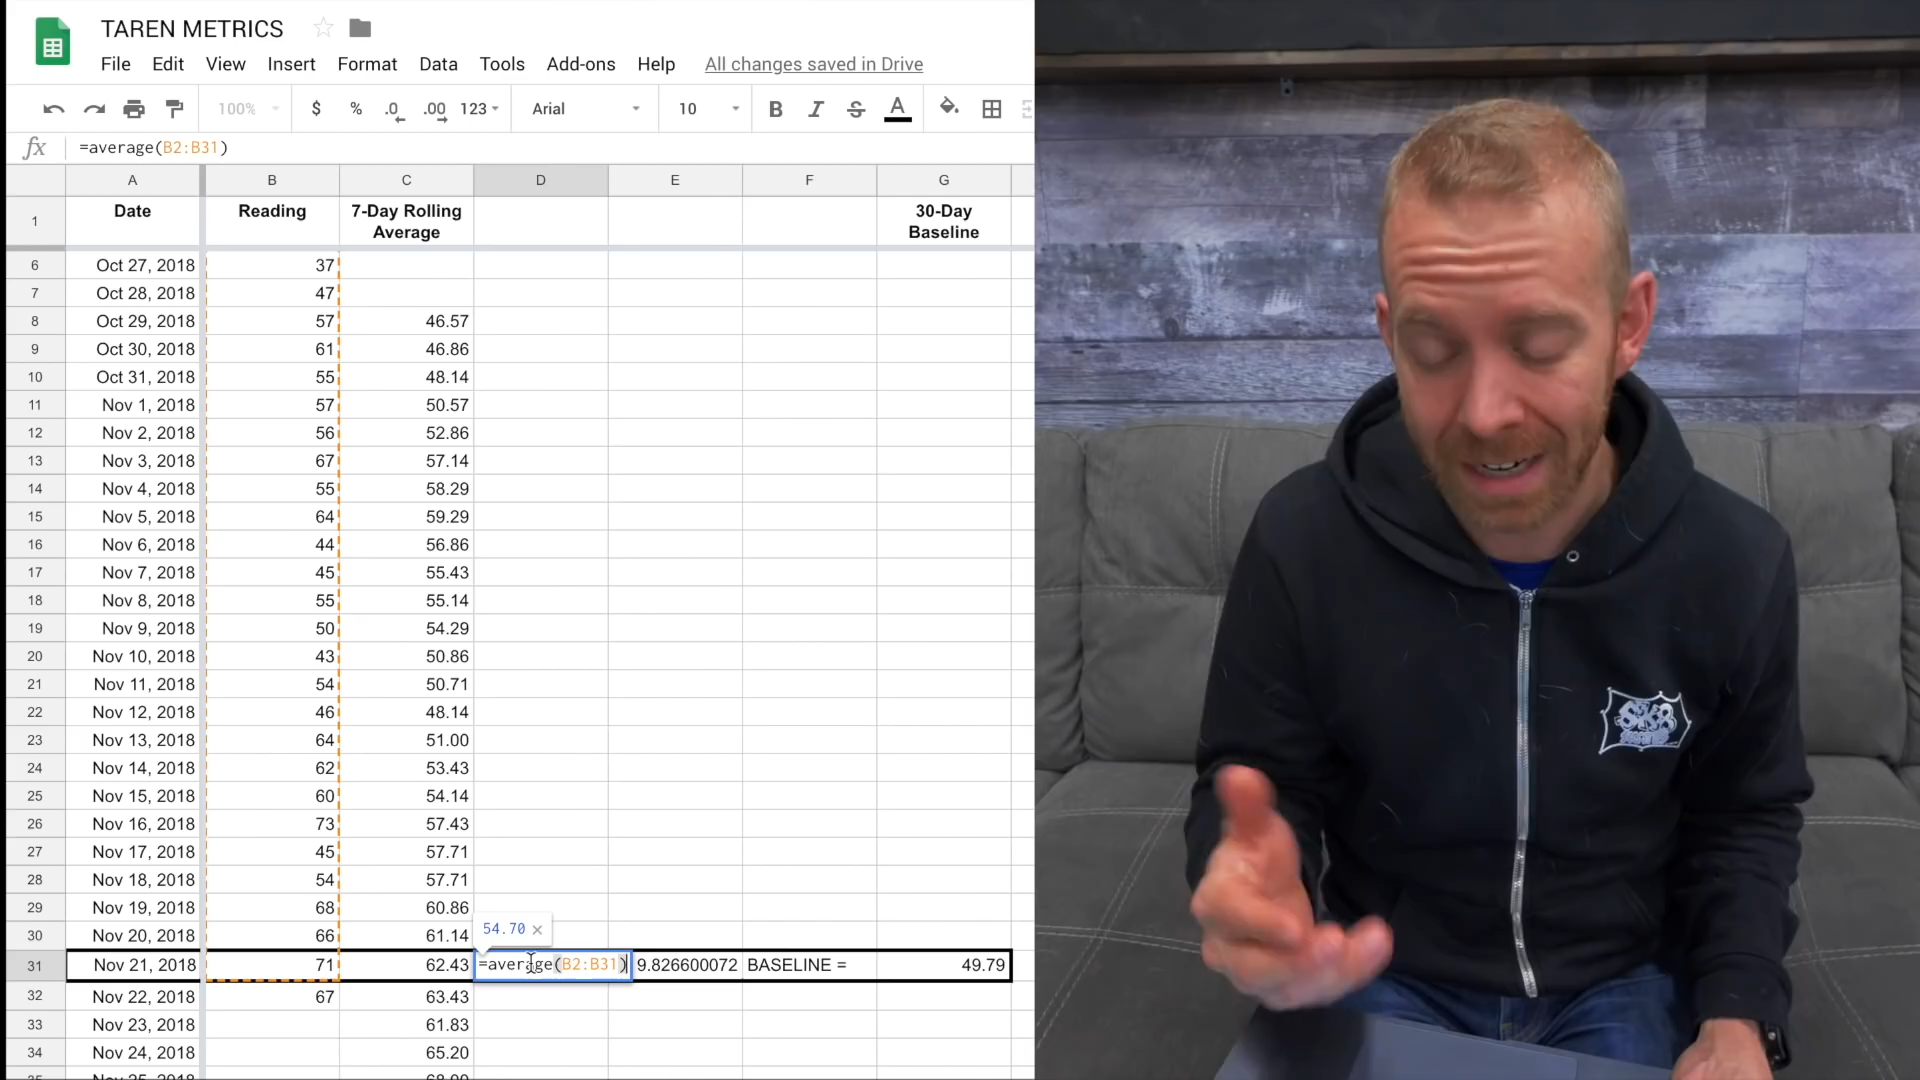 TAREN METRICS
File Edit View Insert Format Data Tools Add-ons Help All changes saved in Drive
100% $ % .0 .00 123 Arial 10 B I S A
fx =average(B2:B31)
A B C D E F G
1 Date Reading 7-Day Rolling Average 30-Day Baseline
6 Oct 27, 2018 37
7 Oct 28, 2018 47
8 Oct 29, 2018 57 46.57
9 Oct 30, 2018 61 46.86
10 Oct 31, 2018 55 48.14
11 Nov 1, 2018 57 50.57
12 Nov 2, 2018 56 52.86
13 Nov 3, 2018 67 57.14
14 Nov 4, 2018 55 58.29
15 Nov 5, 2018 64 59.29
16 Nov 6, 2018 44 56.86
17 Nov 7, 2018 45 55.43
18 Nov 8, 2018 55 55.14
19 Nov 9, 2018 50 54.29
20 Nov 10, 2018 43 50.86
21 Nov 11, 2018 54 50.71
22 Nov 12, 2018 46 48.14
23 Nov 13, 2018 64 51.00
24 Nov 14, 2018 62 53.43
25 Nov 15, 2018 60 54.14
26 Nov 16, 2018 73 57.43
27 Nov 17, 2018 45 57.71
28 Nov 18, 2018 54 57.71
29 Nov 19, 2018 68 60.86
54.70 ×
30 Nov 20, 2018 66 61.14
31 Nov 21, 2018 71 62.43 =average(B2:B31) 9.826600072 BASELINE = 49.79
32 Nov 22, 2018 67 63.43
33 Nov 23, 2018 61.83
34 Nov 24, 2018 65.20
SK8